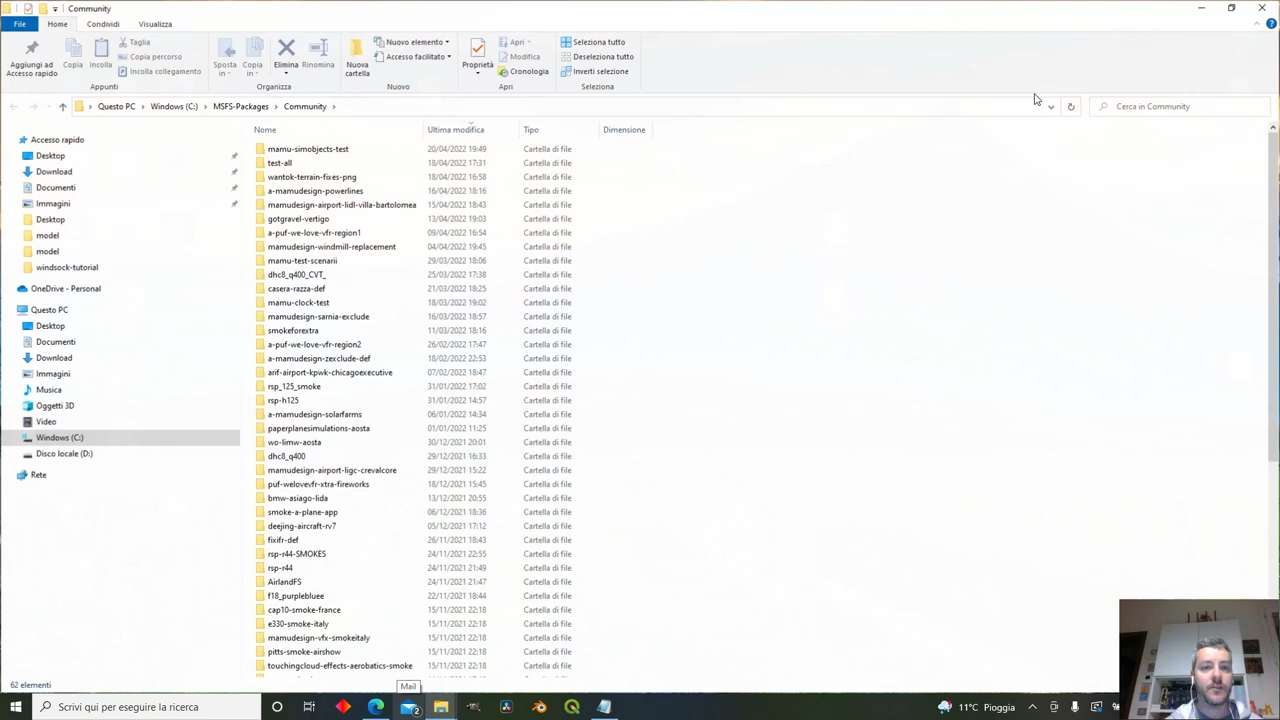 Community
File Home Condividi Visualizza
Aggiungi ad Accesso rapido
Copia
Incolla
Taglia
Copia percorso
Incolla collegamento
Appunti
Sposta in
Copia in
Elimina
Rinomina
Organizza
Nuova cartella
Nuovo elemento
Accesso facilitato
Nuovo
Proprietà
Apri
Modifica
Cronologia
Apri
Seleziona tutto
Deseleziona tutto
Inverti selezione
Seleziona
Questo PC > Windows (C:) > MSFS-Packages > Community >
Cerca in Community
Accesso rapido
Desktop
Download
Documenti
Immagini
Desktop
model
model
windsock-tutorial
OneDrive - Personal
Questo PC
Desktop
Documenti
Download
Immagini
Musica
Oggetti 3D
Video
Windows (C:)
Disco locale (D:)
Rete
Nome Ultima modifica Tipo Dimensione
mamu-simobjects-test 20/04/2022 19:49 Cartella di file
test-all 18/04/2022 17:31 Cartella di file
wantok-terrain-fixes-png 18/04/2022 16:58 Cartella di file
a-mamudesign-powerlines 16/04/2022 18:16 Cartella di file
mamudesign-airport-lidl-villa-bartolomea 15/04/2022 18:43 Cartella di file
gotgravel-vertigo 13/04/2022 19:03 Cartella di file
a-puf-we-love-vfr-region1 09/04/2022 16:54 Cartella di file
mamudesign-windmill-replacement 04/04/2022 19:45 Cartella di file
mamu-test-scenarii 29/03/2022 18:06 Cartella di file
dhc8_q400_CVT_ 25/03/2022 17:38 Cartella di file
casera-razza-def 21/03/2022 18:25 Cartella di file
mamu-clock-test 18/03/2022 19:02 Cartella di file
mamudesign-sarnia-exclude 16/03/2022 18:57 Cartella di file
smokeforextra 11/03/2022 18:16 Cartella di file
a-puf-we-love-vfr-region2 26/02/2022 17:47 Cartella di file
a-mamudesign-zexclude-def 18/02/2022 22:53 Cartella di file
arif-airport-kpwk-chicagoexecutive 07/02/2022 18:47 Cartella di file
rsp_125_smoke 31/01/2022 17:02 Cartella di file
rsp-h125 31/01/2022 14:57 Cartella di file
a-mamudesign-solarfarms 06/01/2022 14:34 Cartella di file
paperplanesimulations-aosta 01/01/2022 11:25 Cartella di file
wo-limw-aosta 30/12/2021 20:01 Cartella di file
dhc8_q400 29/12/2021 16:33 Cartella di file
mamudesign-airport-ligc-crevalcore 29/12/2021 15:22 Cartella di file
puf-welovevfr-xtra-fireworks 18/12/2021 15:45 Cartella di file
bmw-asiago-lida 13/12/2021 20:55 Cartella di file
smoke-a-plane-app 06/12/2021 18:36 Cartella di file
deejing-aircraft-rv7 05/12/2021 17:12 Cartella di file
fixifr-def 26/11/2021 18:43 Cartella di file
rsp-r44-SMOKES 24/11/2021 22:55 Cartella di file
rsp-r44 24/11/2021 21:49 Cartella di file
AirlandFS 24/11/2021 21:47 Cartella di file
f18_purplebluee 22/11/2021 18:44 Cartella di file
cap10-smoke-france 15/11/2021 22:18 Cartella di file
e330-smoke-italy 15/11/2021 22:18 Cartella di file
mamudesign-vfx-smokeitaly 15/11/2021 22:18 Cartella di file
pitts-smoke-airshow 15/11/2021 22:18 Cartella di file
touchingcloud-effects-aerobatics-smoke 15/11/2021 22:18 Cartella di file
62 elementi
Mail
Scrivi qui per eseguire la ricerca
2
11°C Pioggia